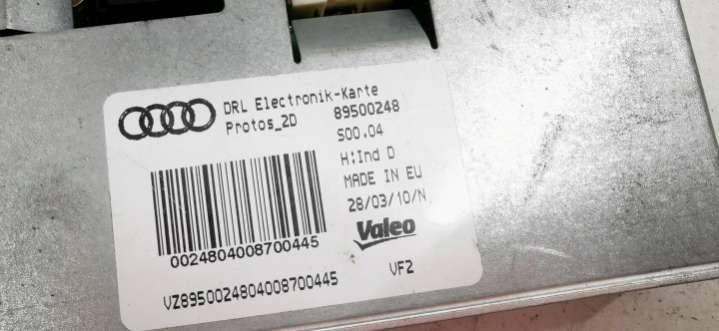 DRL Electronik-Karte
Protos_2D 89500248
S00.04
H:Ind D
MADE IN EU
28/03/10/N
Valeo
0024804008700445
VZ8950024804008700445
VF2